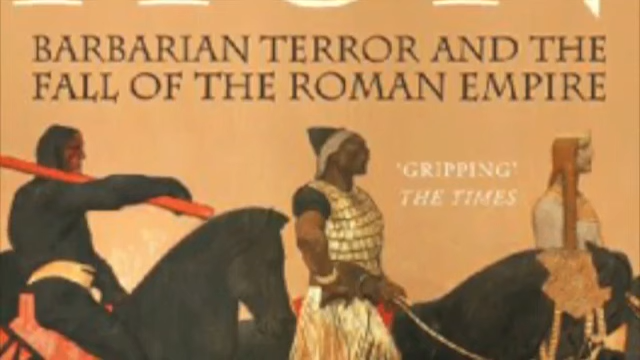 BARBARIAN TERROR AND THE
FALL OF THE ROMAN EMPIRE
'GRIPPING'
THE TIMES